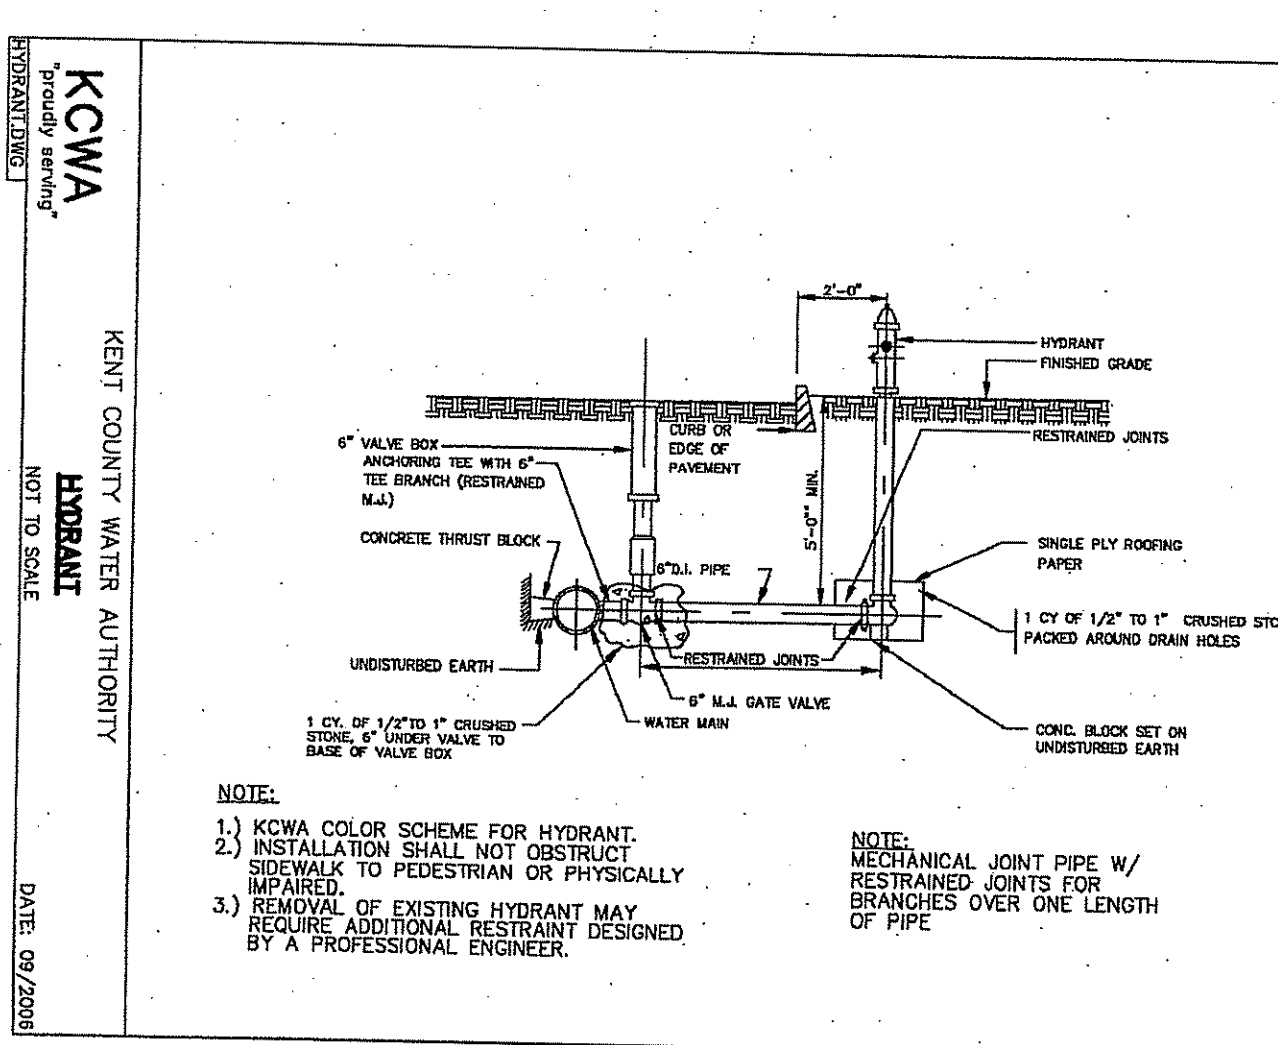 KCWA
"proudly serving"
HYDRANT.DWG
KENT COUNTY WATER AUTHORITY
HYDRANT
NOT TO SCALE
DATE: 09/2006
2'-0"
HYDRANT
FINISHED GRADE
RESTRAINED JOINTS
CURB OR
EDGE OF
PAVEMENT
6" VALVE BOX
ANCHORING TEE WITH 6"
TEE BRANCH (RESTRAINED
M.J.)
5'-0" MIN.
CONCRETE THRUST BLOCK
6"D.I. PIPE
SINGLE PLY ROOFING
PAPER
1 CY OF 1/2" TO 1" CRUSHED STO
PACKED AROUND DRAIN HOLES
UNDISTURBED EARTH
RESTRAINED JOINTS
6" M.J. GATE VALVE
WATER MAIN
1 CY. OF 1/2"TO 1" CRUSHED
STONE, 6" UNDER VALVE TO
BASE OF VALVE BOX
CONC. BLOCK SET ON
UNDISTURBED EARTH
NOTE:
1.) KCWA COLOR SCHEME FOR HYDRANT.
2.) INSTALLATION SHALL NOT OBSTRUCT
SIDEWALK TO PEDESTRIAN OR PHYSICALLY
IMPAIRED.
3.) REMOVAL OF EXISTING HYDRANT MAY
REQUIRE ADDITIONAL RESTRAINT DESIGNED
BY A PROFESSIONAL ENGINEER.
NOTE:
MECHANICAL JOINT PIPE W/
RESTRAINED JOINTS FOR
BRANCHES OVER ONE LENGTH
OF PIPE